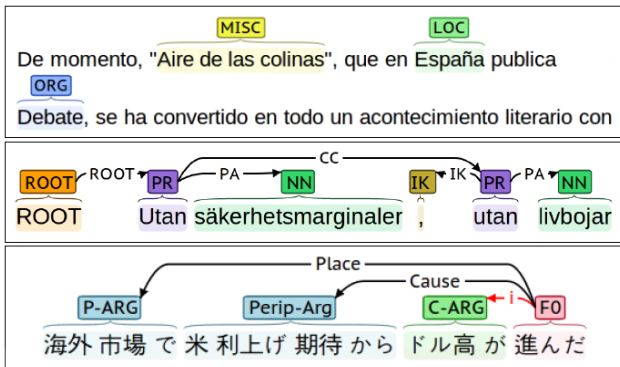 MISC LOC
De momento, "Aire de las colinas", que en España publica
ORG
Debate, se ha convertido en todo un acontecimiento literario con
CC
ROOT ROOT PR PA NN IK IK PR PA NN
ROOT Utan säkerhetsmarginaler , utan livbojar
Place
Cause
P-ARG Perip-Arg C-ARG i F0
海外 市場 で 米 利上げ 期待 から ドル高 が 進んだ